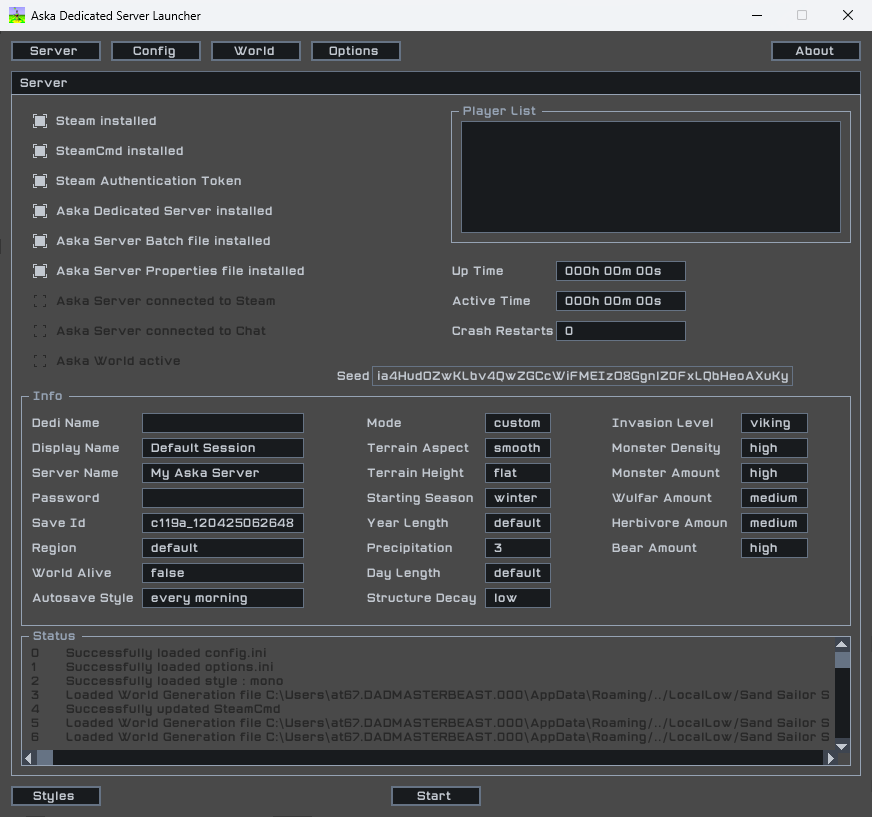 Aska Dedicated Server Launcher
Server Config World Options About
Server
Steam installed
SteamCmd installed
Steam Authentication Token
Aska Dedicated Server installed
Aska Server Batch file installed
Aska Server Properties file installed
Aska Server connected to Steam
Aska Server connected to Chat
Aska World active
Player List
Up Time 000h 00m 00s
Active Time 000h 00m 00s
Crash Restarts 0
Seed ia4HudOZwKLbv4QwZGCcWiFMEIzO8GgnlZOFxLQbHeoAXuKy
Info
Dedi Name
Display Name Default Session
Server Name My Aska Server
Password
Save Id c119a_120425062648
Region default
World Alive false
Autosave Style every morning
Mode custom
Terrain Aspect smooth
Terrain Height flat
Starting Season winter
Year Length default
Precipitation 3
Day Length default
Structure Decay low
Invasion Level viking
Monster Density high
Monster Amount high
Wulfar Amount medium
Herbivore Amoun medium
Bear Amount high
Status
0 Successfully loaded config.ini
1 Successfully loaded options.ini
2 Successfully loaded style : mono
3 Loaded World Generation file C:\Users\at67.DADMASTERBEAST.000\AppData\Roaming/../LocalLow/Sand Sailor S
4 Successfully updated SteamCmd
5 Loaded World Generation file C:\Users\at67.DADMASTERBEAST.000\AppData\Roaming/../LocalLow/Sand Sailor S
6 Loaded World Generation file C:\Users\at67.DADMASTERBEAST.000\AppData\Roaming/../LocalLow/Sand Sailor S
Styles Start